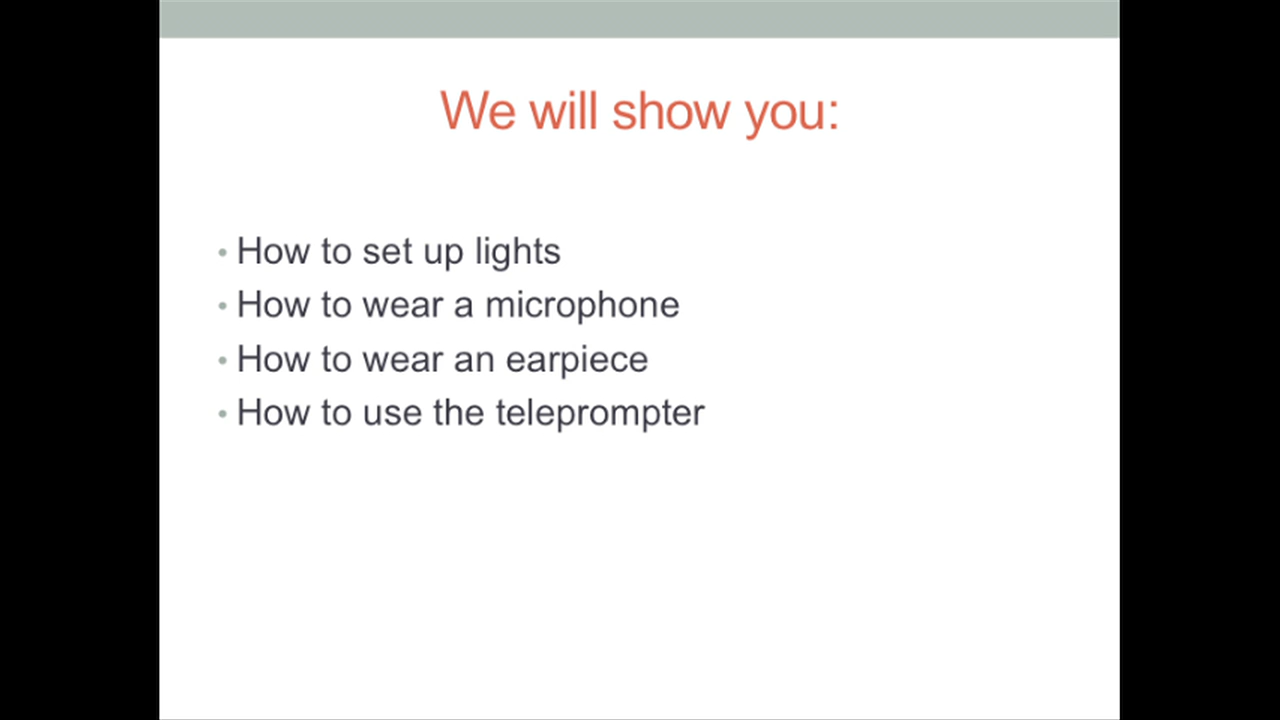 We will show you:
• How to set up lights
• How to wear a microphone
• How to wear an earpiece
• How to use the teleprompter